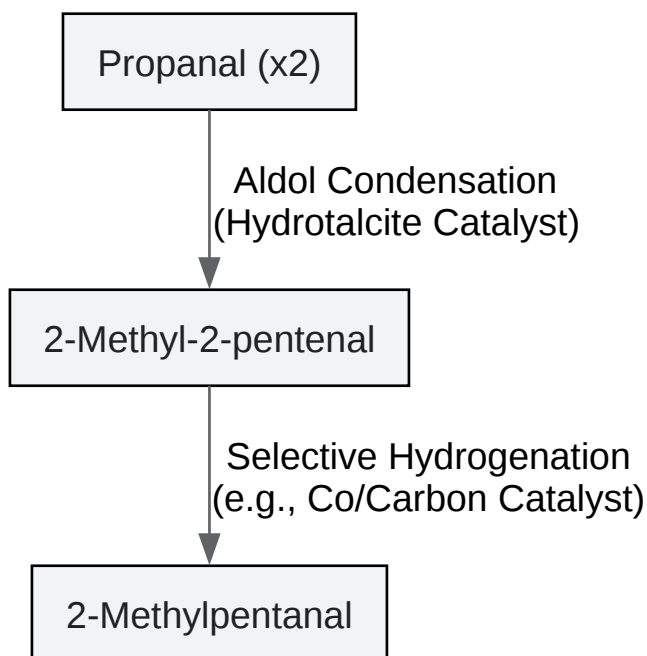 Propanal (x2)
Aldol Condensation
(Hydrotalcite Catalyst)
2-Methyl-2-pentenal
Selective Hydrogenation
(e.g., Co/Carbon Catalyst)
2-Methylpentanal